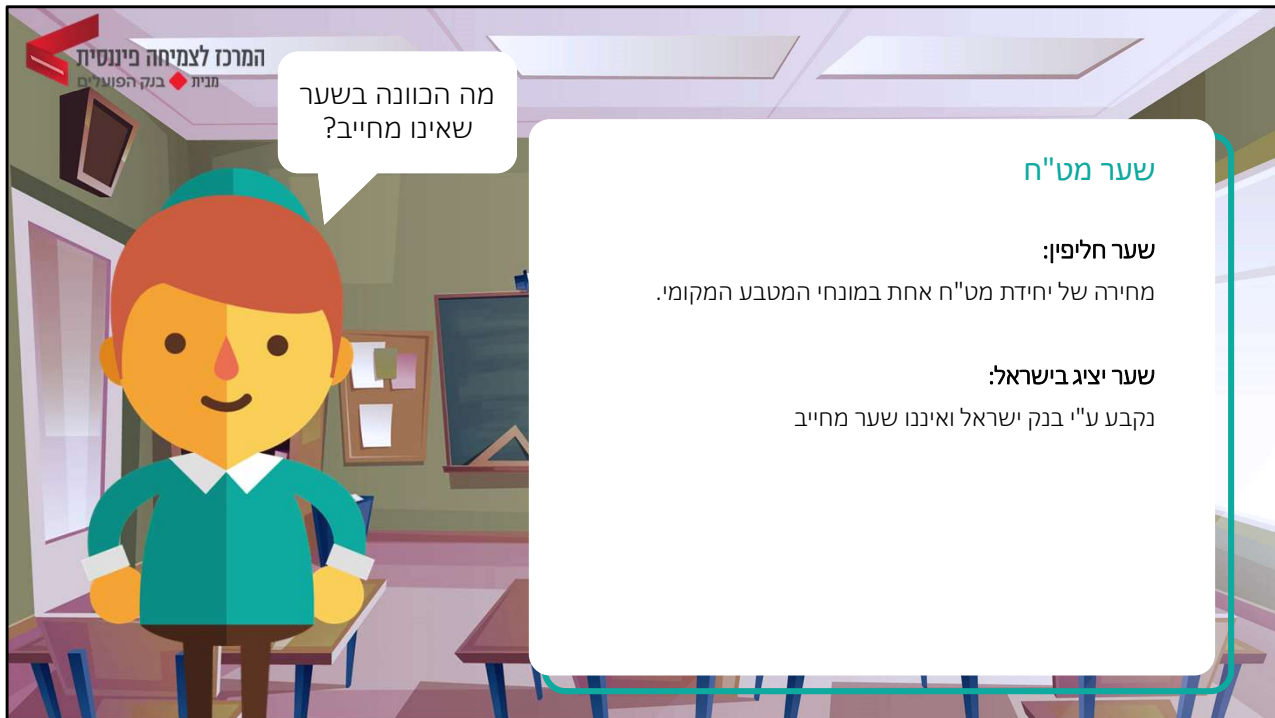 המרכז לצמיחה פיננסית
מבית בנק הפועלים
מה הכוונה בשער
שאינו מחייב?
שער מט"ח
שער חליפין:
מחירה של יחידת מט"ח אחת במונחי המטבע המקומי.
שער יציג בישראל:
נקבע ע"י בנק ישראל ואיננו שער מחייב